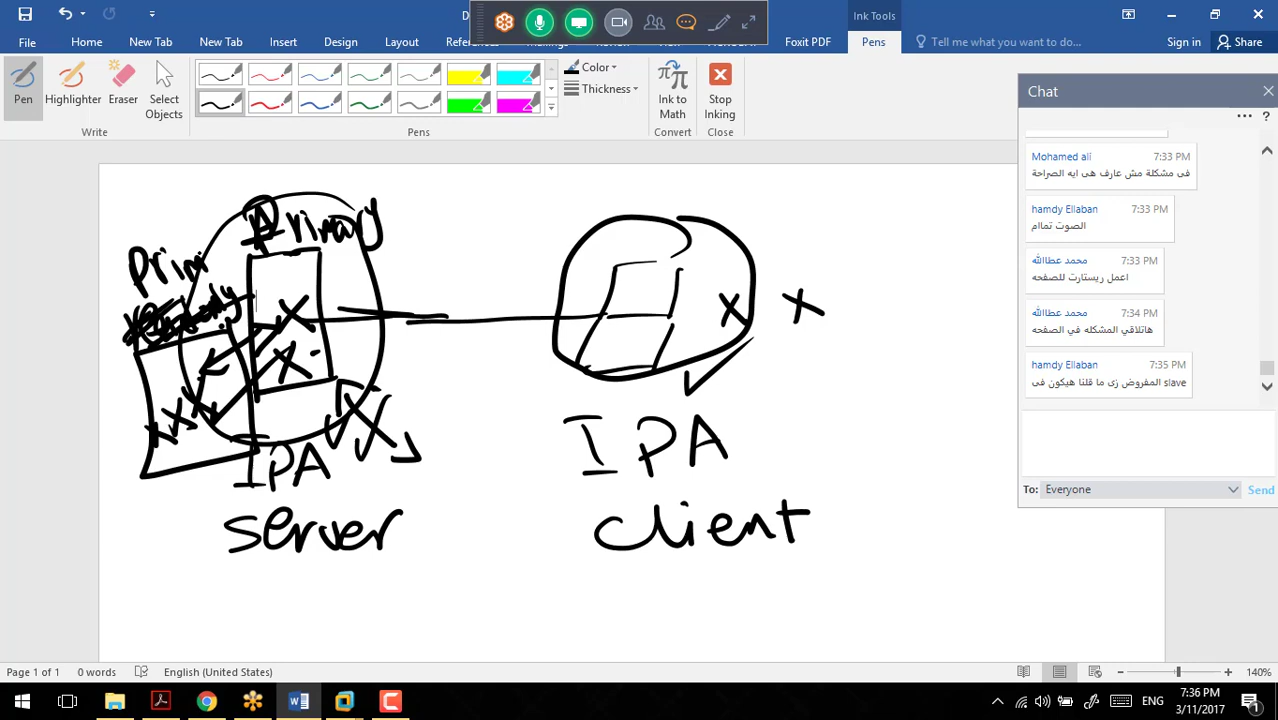 Ink Tools
File
Home
New Tab
New Tab
Insert
Design
Layout
Foxit PDF
Pens
Tell me what you want to do...
Sign in
Share
Pen
Highlighter
Eraser
Select Objects
Color
Thickness
Ink to Math
Stop Inking
Write
Pens
Convert
Close
Chat
Mohamed ali 7:33 PM
فى مشكلة مش عارف هى ايه الصراحة
hamdy Ellaban 7:33 PM
الصوت تماام
محمد عطاالله 7:33 PM
اعمل ريستارت للصفحه
محمد عطاالله 7:34 PM
هاتلاقي المشكله في الصفحه
hamdy Ellaban 7:35 PM
المفروض زى ما قلنا هيكون فى slave
To: Everyone
Send
Primary
Prim
X
X
X
X
X
X
X
IPA
server
IPA
client
Page 1 of 1
0 words
English (United States)
140%
ENG
7:36 PM
3/11/2017
1